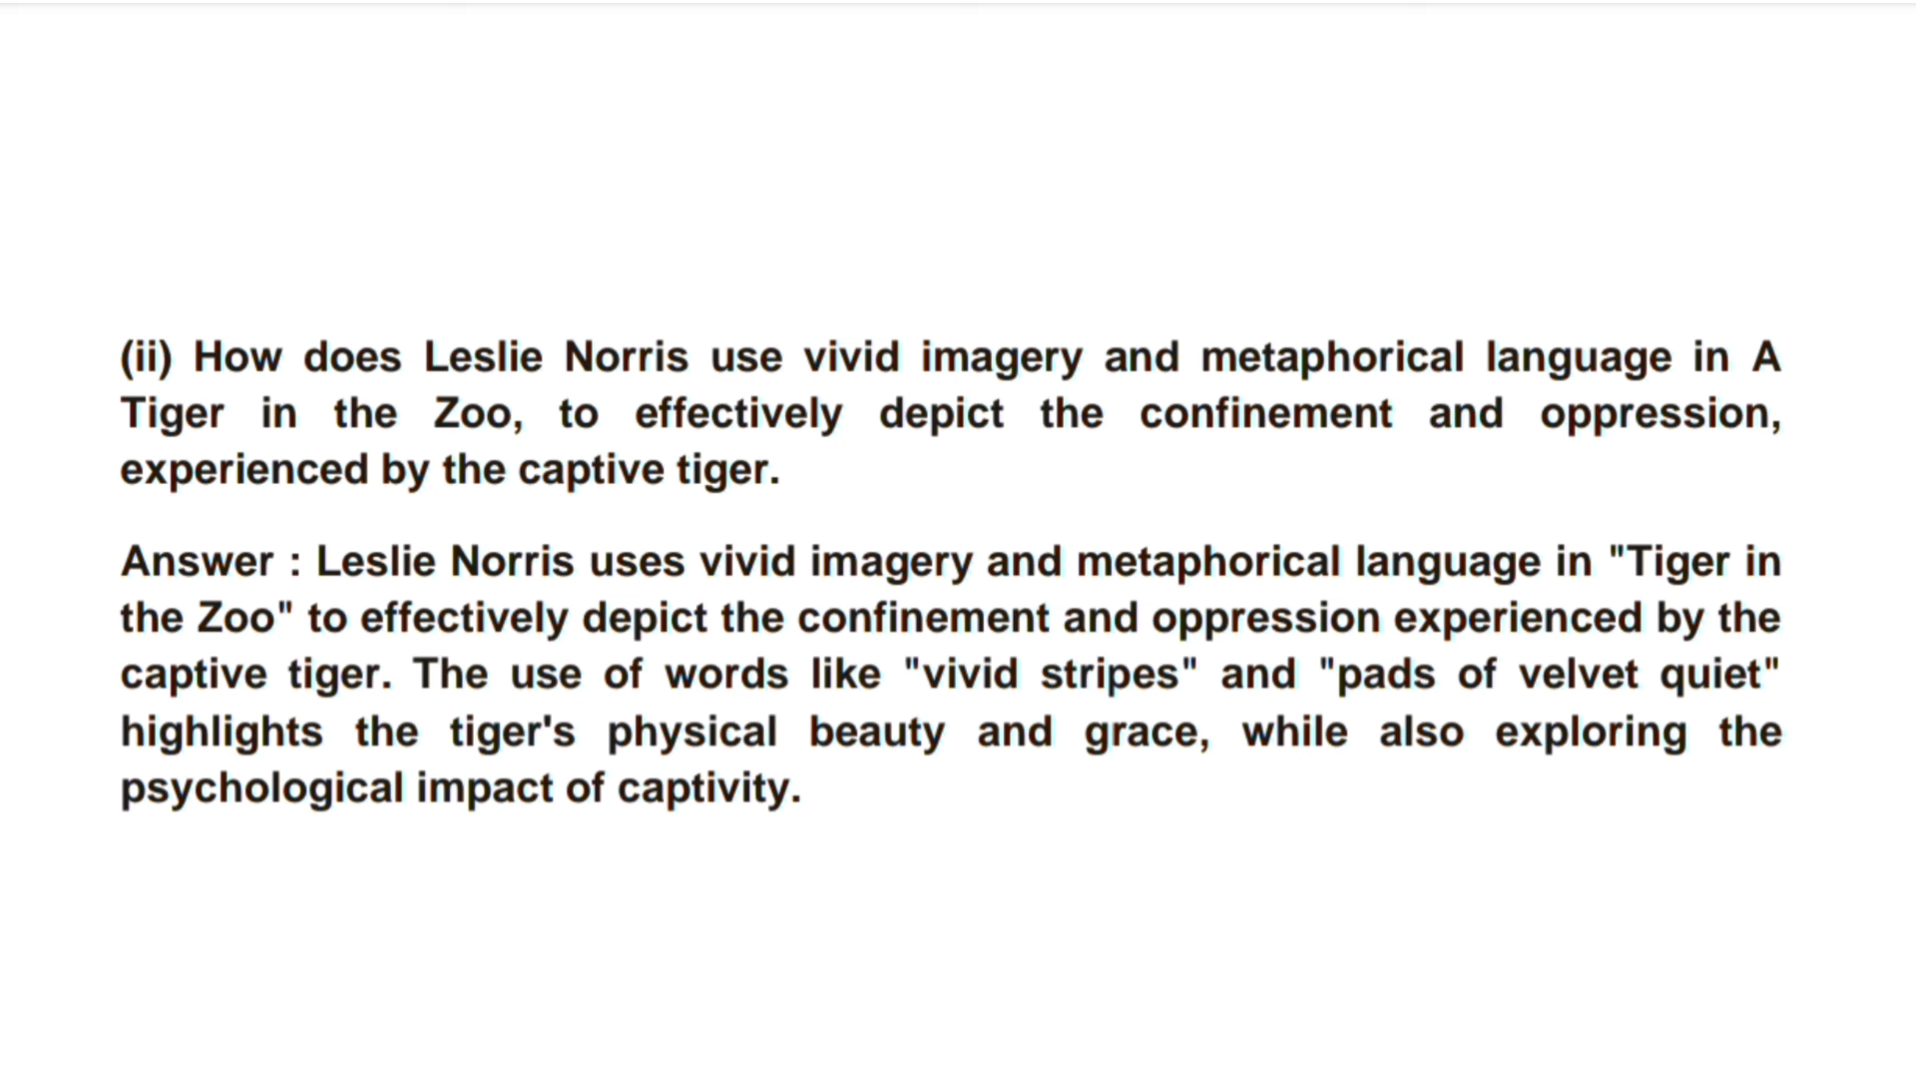 (ii) How does Leslie Norris use vivid imagery and metaphorical language in A
Tiger in the Zoo, to effectively depict the confinement and oppression,
experienced by the captive tiger.
Answer : Leslie Norris uses vivid imagery and metaphorical language in "Tiger in
the Zoo" to effectively depict the confinement and oppression experienced by the
captive tiger. The use of words like "vivid stripes" and "pads of velvet quiet"
highlights the tiger's physical beauty and grace, while also exploring the
psychological impact of captivity.